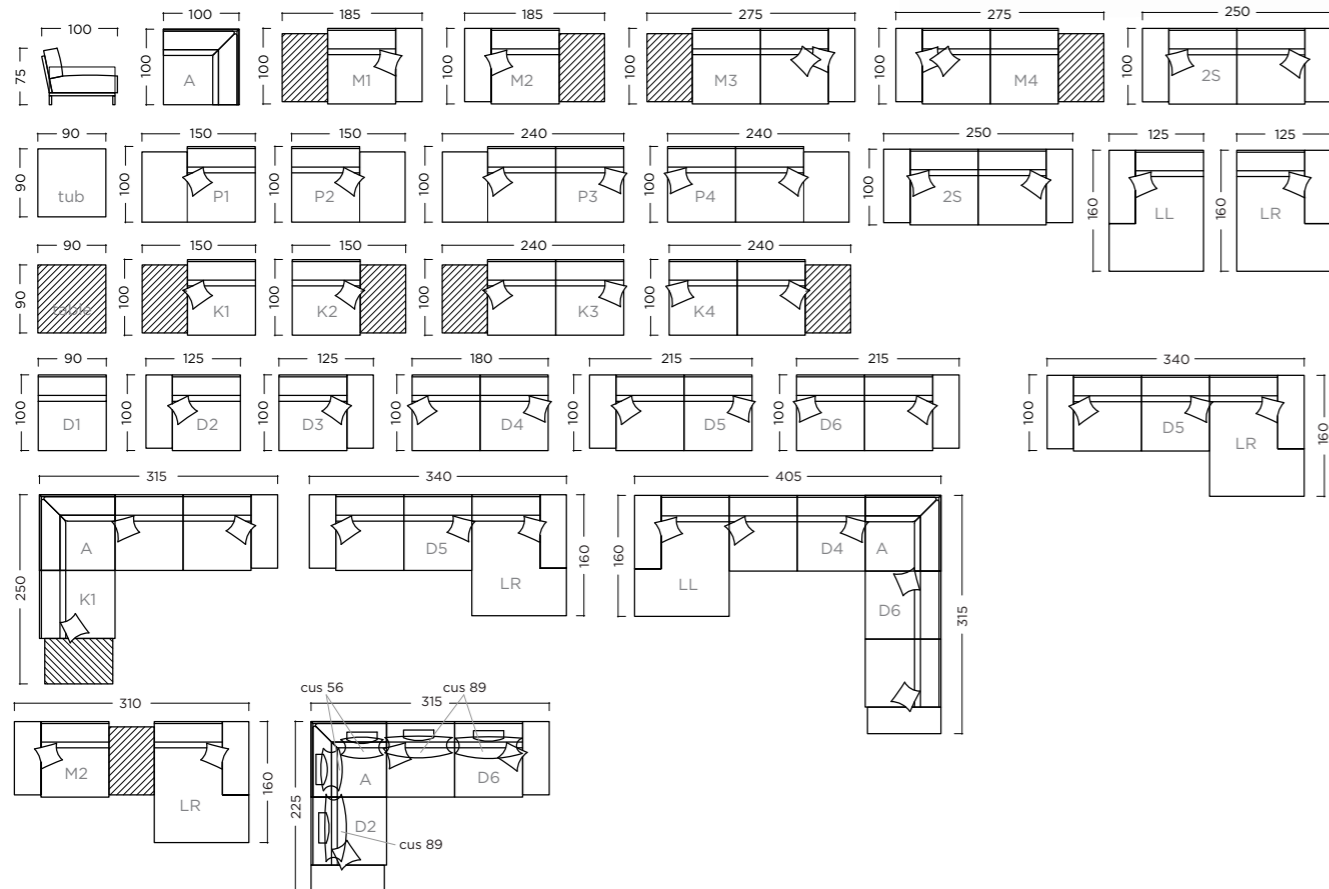 100 100 185 185 275 275 250
75 100 A 100 M1 100 M2 100 M3 100 M4 100 2S
90 150 150 240 240 250 125 125
90 tub 100 P1 100 P2 100 P3 100 P4 100 2S 160 LL 160 LR
90 150 150 240 240
90 table 100 K1 100 K2 100 K3 100 K4
90 125 125 180 215 215 340
100 D1 100 D2 100 D3 100 D4 100 D5 100 D6 100 D5 LR 160
315 340 405
250 A K1 100 D5 LR 160 160 LL D4 A D6 315
310 cus 56 315 cus 89
100 M2 LR 160 225 A D6 D2 cus 89